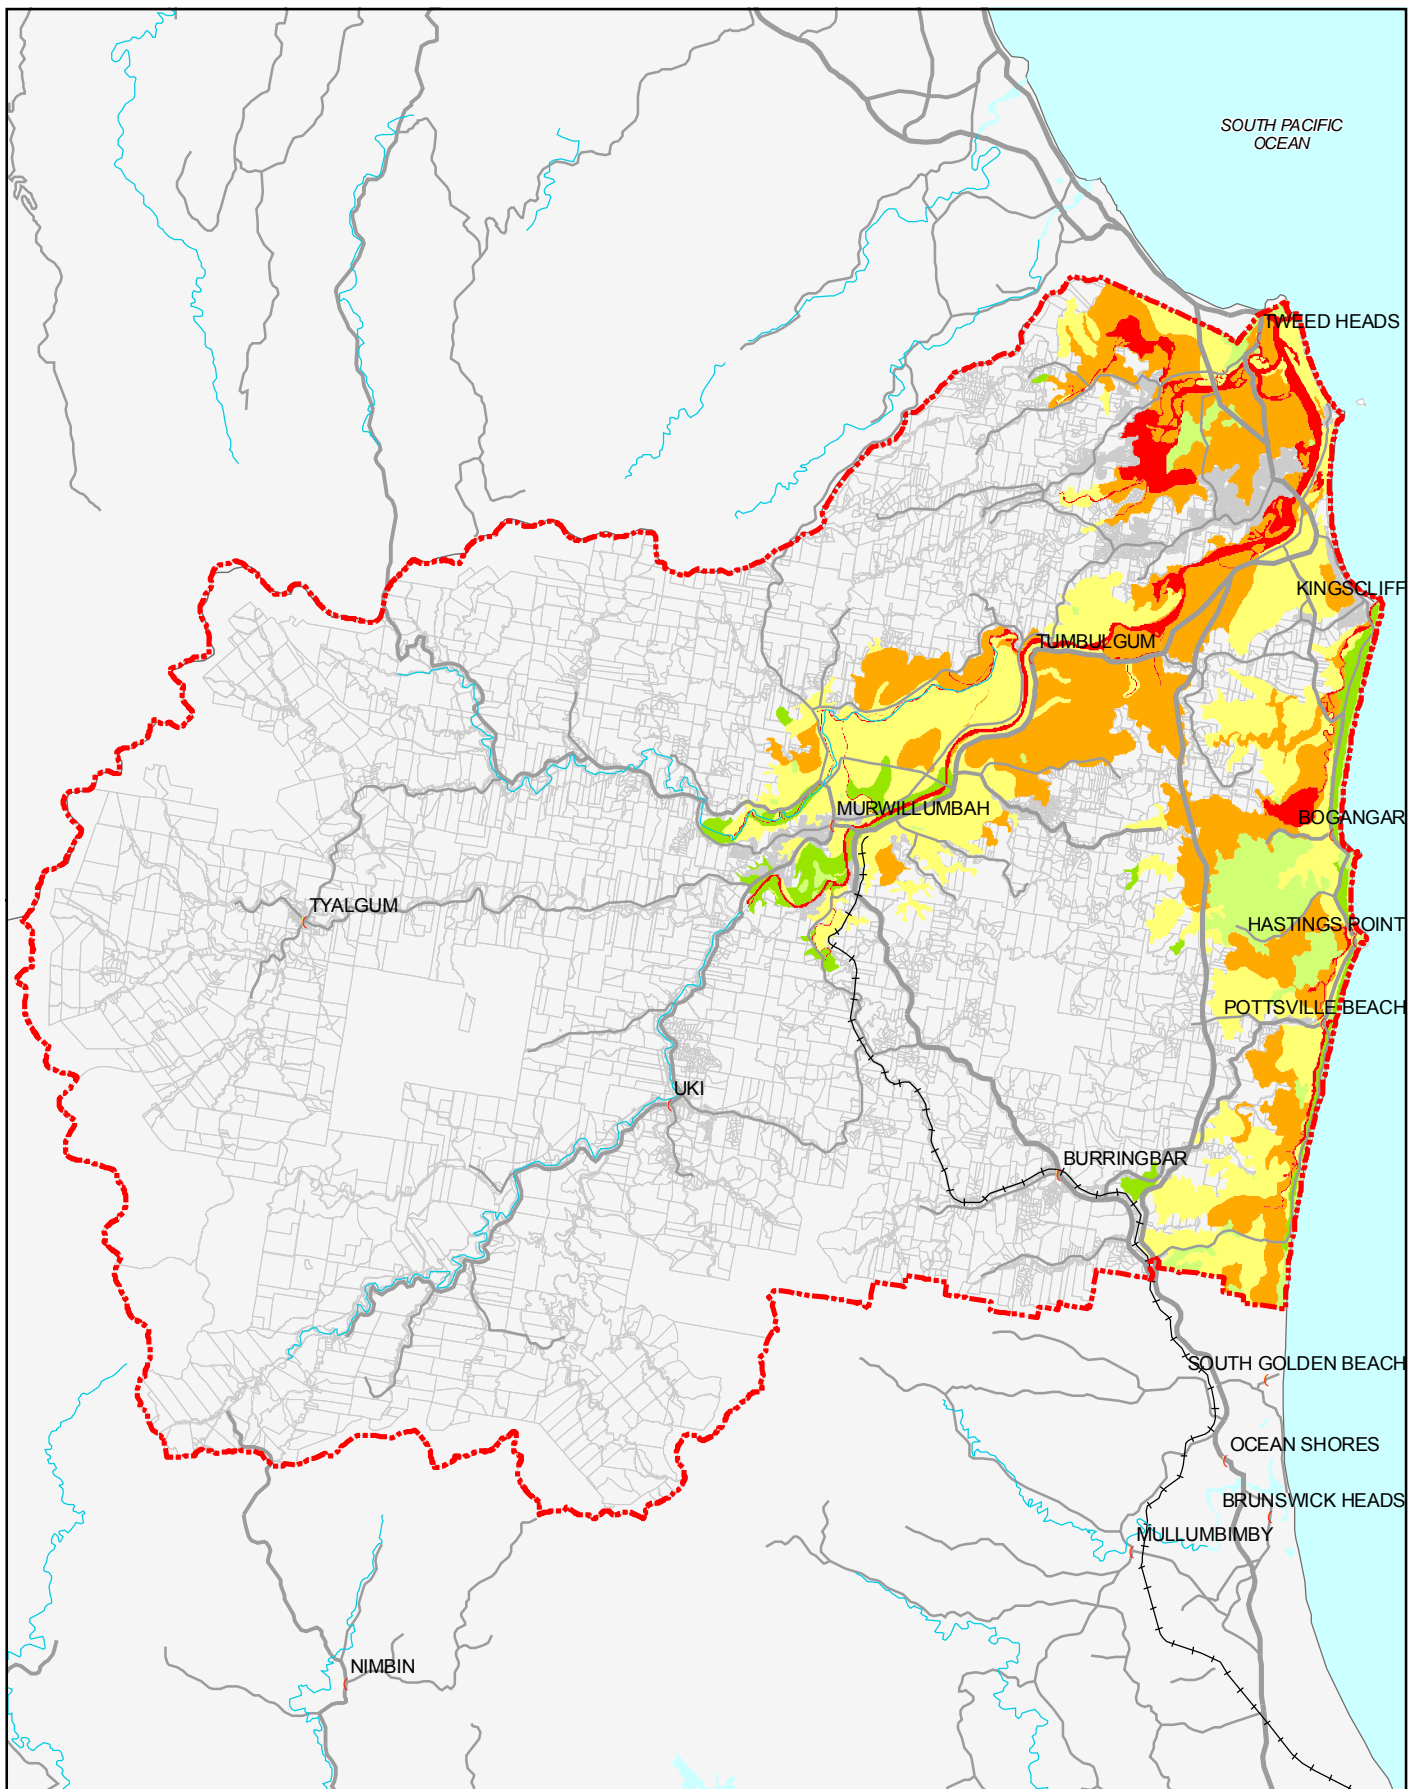 SOUTH PACIFIC
OCEAN
TWEED HEADS
KINGSCLIFF
TUMBULGUM
MURWILLUMBAH
BOGANGAR
TYALGUM
HASTINGS POINT
POTTSVILLE BEACH
UKI
BURRINGBAR
SOUTH GOLDEN BEACH
OCEAN SHORES
BRUNSWICK HEADS
MULLUMBIMBY
NIMBIN